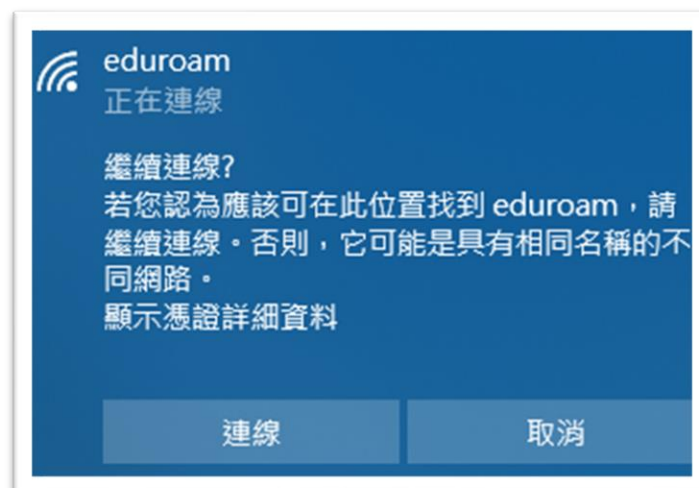 eduroam
正在連線
繼續連線?
若您認為應該可在此位置找到 eduroam，請
繼續連線。否則，它可能是具有相同名稱的不
同網路。
顯示憑證詳細資料
連線 取消